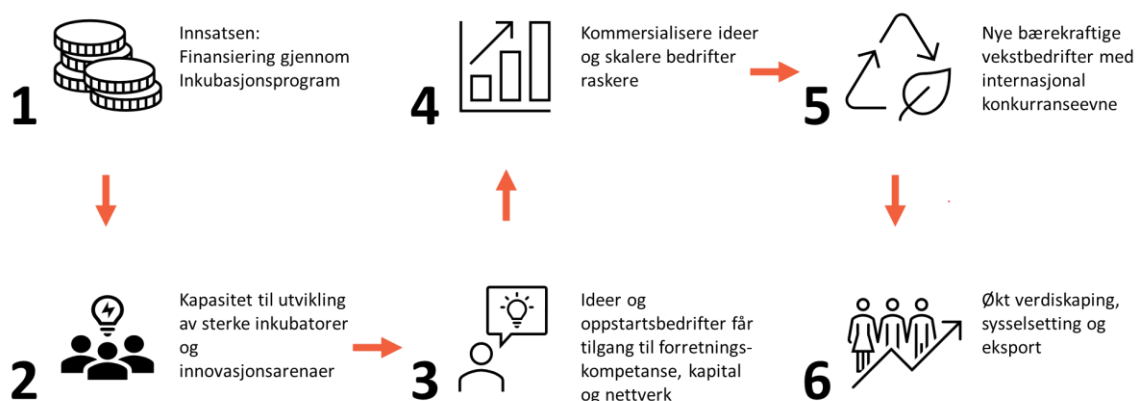 1
Innsatsen:
Finansiering gjennom
Inkubasjonsprogram
2
Kapasitet til utvikling
av sterke inkubatorer
og
innovasjonsarenaer
3
Ideer og
oppstartsbedrifter får
tilgang til forretnings-
kompetanse, kapital
og nettverk
4
Kommersialisere ideer
og skalere bedrifter
raskere
5
Nye bærekraftige
vekstbedrifter med
internasjonal
konkurranseevne
6
Økt verdiskaping,
sysselsetting og
eksport